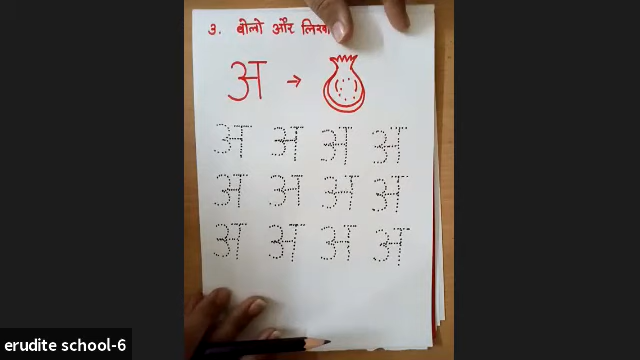 ३. बोलो और लिखो
अ →
अ अ अ अ
अ अ अ अ
अ अ अ अ
erudite school-6